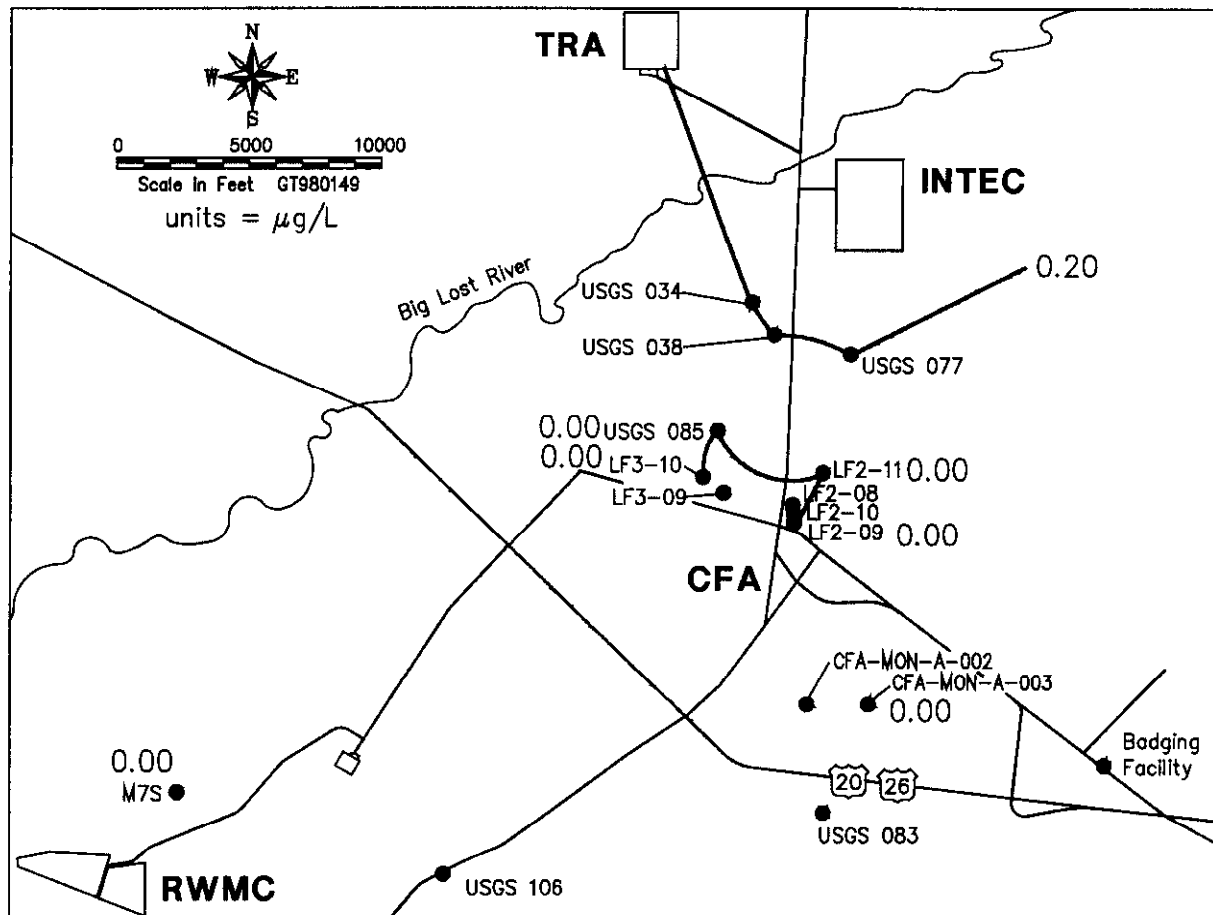 TRA
N
W E
S
0 5000 10000
Scale in Feet GT980149
units = μg/L
INTEC
Big Lost River
USGS 034
0.20
USGS 038
USGS 077
0.00 USGS 085
0.00 LF3-10
LF2-11 0.00
LF3-09
LF2-08
LF2-10
LF2-09 0.00
CFA
CFA-MON-A-002
CFA-MON-A-003
0.00
Badging
Facility
0.00
M7S
20 26
USGS 083
RWMC
USGS 106